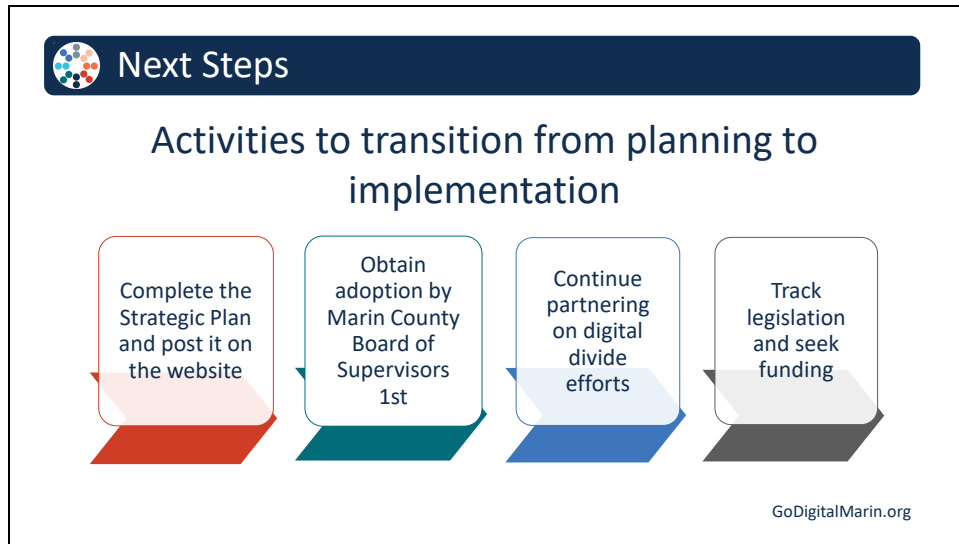 Next Steps
Activities to transition from planning to
implementation
Complete the
Strategic Plan
and post it on
the website
Obtain
adoption by
Marin County
Board of
Supervisors
1st
Continue
partnering
on digital
divide
efforts
Track
legislation
and seek
funding
GoDigitalMarin.org